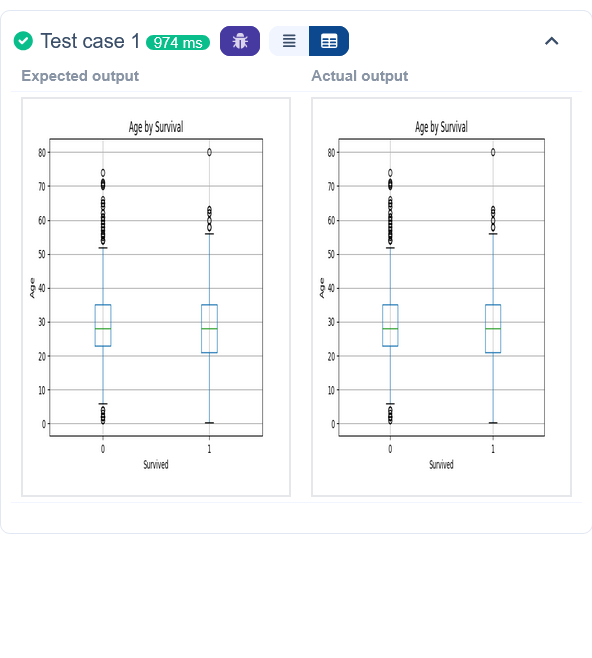 Test case 1 974 ms
Expected output Actual output
Age by Survival
80
70
60
50
40
30
20
10
0
Age
0 1
Survived
Age by Survival
80
70
60
50
40
30
20
10
0
Age
0 1
Survived